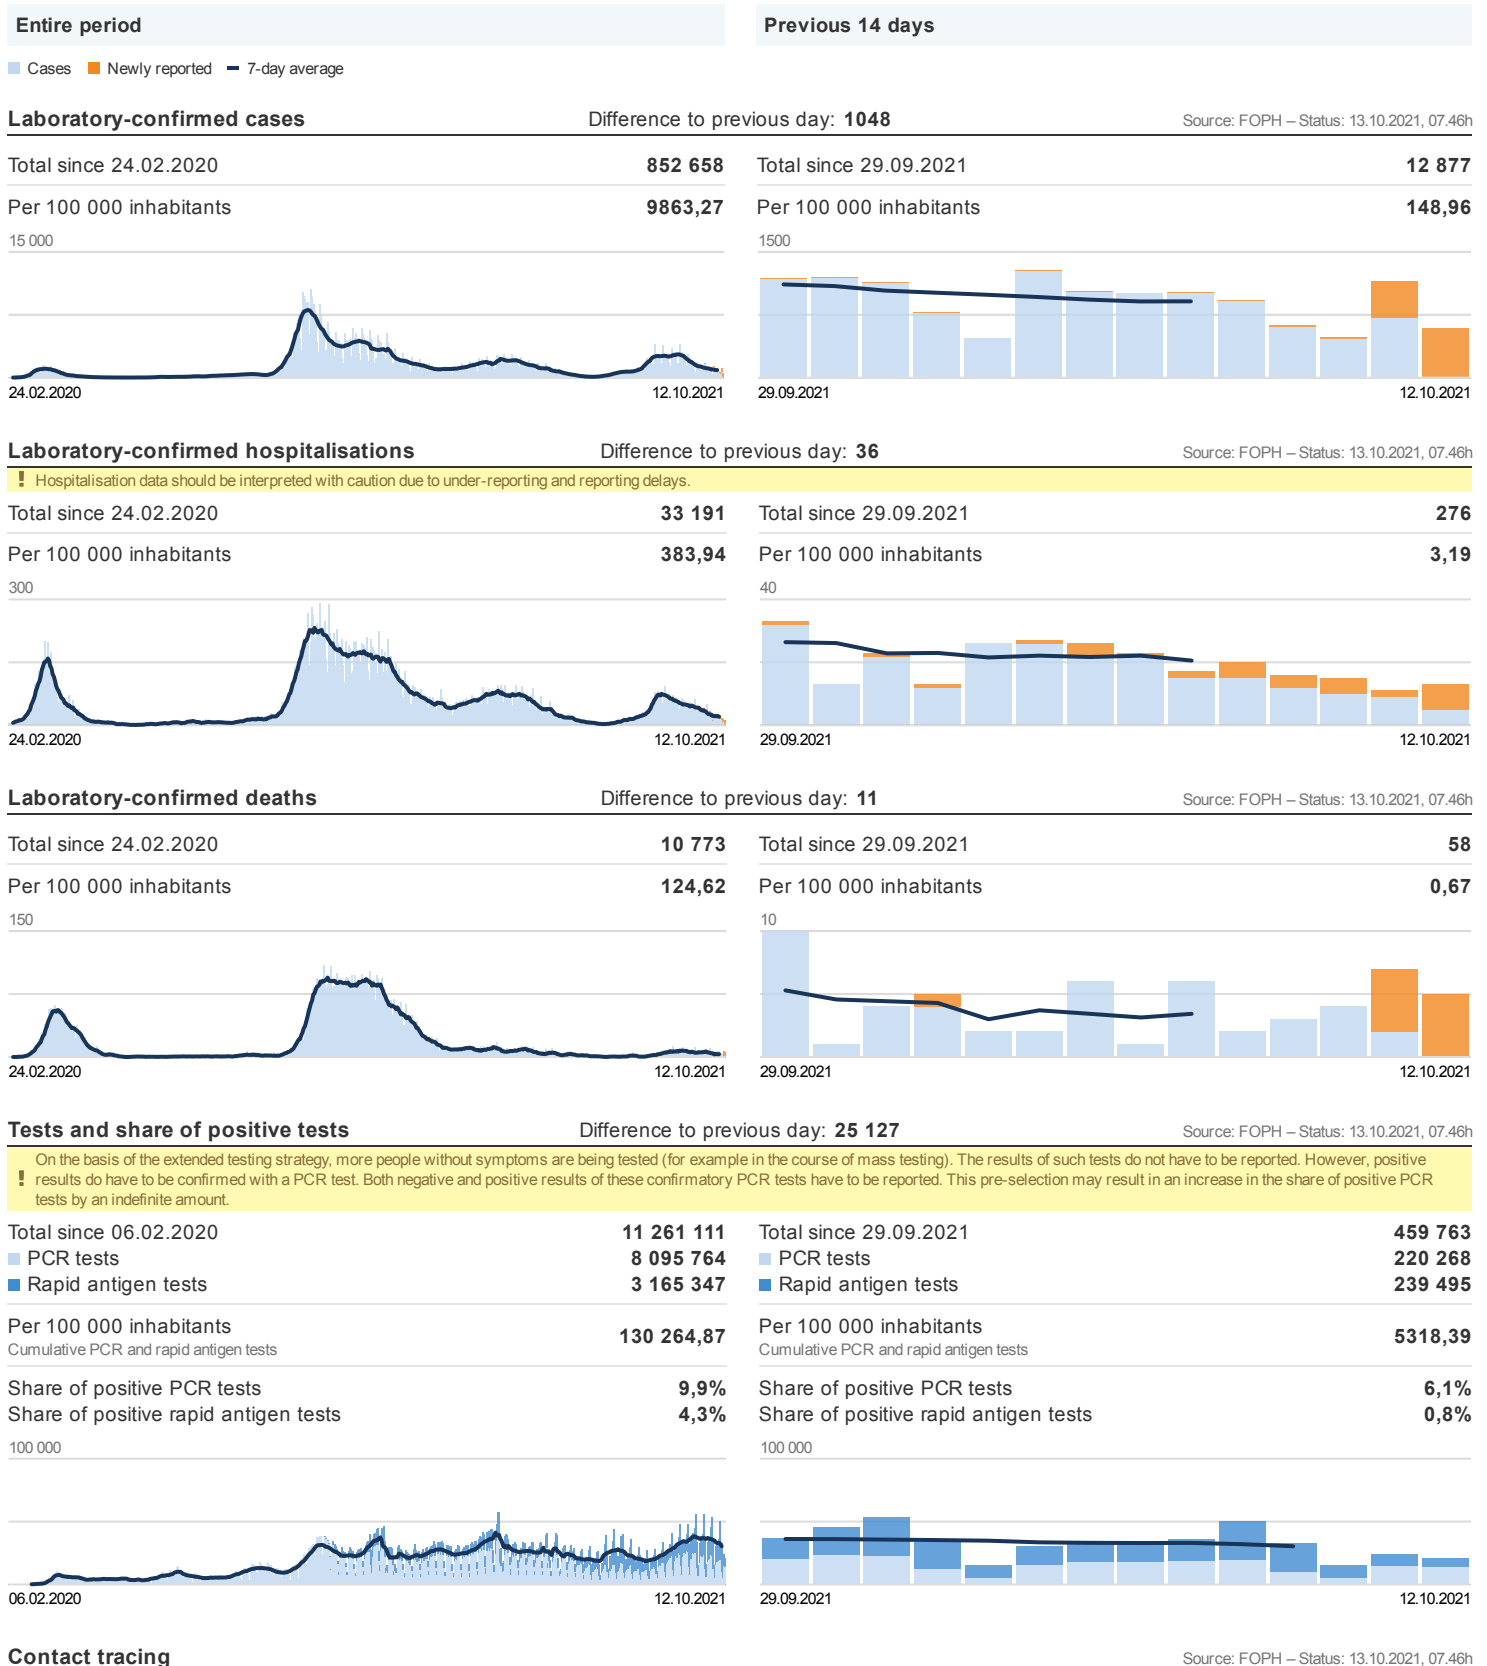 Entire period
Previous 14 days
Cases Newly reported 7-day average
Laboratory-confirmed cases Difference to previous day: 1048 Source: FOPH – Status: 13.10.2021, 07.46h
Total since 24.02.2020 852 658
Per 100 000 inhabitants 9863,27
15 000
24.02.2020 12.10.2021
Total since 29.09.2021 12 877
Per 100 000 inhabitants 148,96
1500
29.09.2021 12.10.2021
Laboratory-confirmed hospitalisations Difference to previous day: 36 Source: FOPH – Status: 13.10.2021, 07.46h
! Hospitalisation data should be interpreted with caution due to under-reporting and reporting delays.
Total since 24.02.2020 33 191
Per 100 000 inhabitants 383,94
300
24.02.2020 12.10.2021
Total since 29.09.2021 276
Per 100 000 inhabitants 3,19
40
29.09.2021 12.10.2021
Laboratory-confirmed deaths Difference to previous day: 11 Source: FOPH – Status: 13.10.2021, 07.46h
Total since 24.02.2020 10 773
Per 100 000 inhabitants 124,62
150
24.02.2020 12.10.2021
Total since 29.09.2021 58
Per 100 000 inhabitants 0,67
10
29.09.2021 12.10.2021
Tests and share of positive tests Difference to previous day: 25 127 Source: FOPH – Status: 13.10.2021, 07.46h
On the basis of the extended testing strategy, more people without symptoms are being tested (for example in the course of mass testing). The results of such tests do not have to be reported. However, positive
! results do have to be confirmed with a PCR test. Both negative and positive results of these confirmatory PCR tests have to be reported. This pre-selection may result in an increase in the share of positive PCR
tests by an indefinite amount.
Total since 06.02.2020 11 261 111
PCR tests 8 095 764
Rapid antigen tests 3 165 347
Per 100 000 inhabitants 130 264,87
Cumulative PCR and rapid antigen tests
Share of positive PCR tests 9,9%
Share of positive rapid antigen tests 4,3%
100 000
06.02.2020 12.10.2021
Total since 29.09.2021 459 763
PCR tests 220 268
Rapid antigen tests 239 495
Per 100 000 inhabitants 5318,39
Cumulative PCR and rapid antigen tests
Share of positive PCR tests 6,1%
Share of positive rapid antigen tests 0,8%
100 000
29.09.2021 12.10.2021
Contact tracing Source: FOPH – Status: 13.10.2021, 07.46h